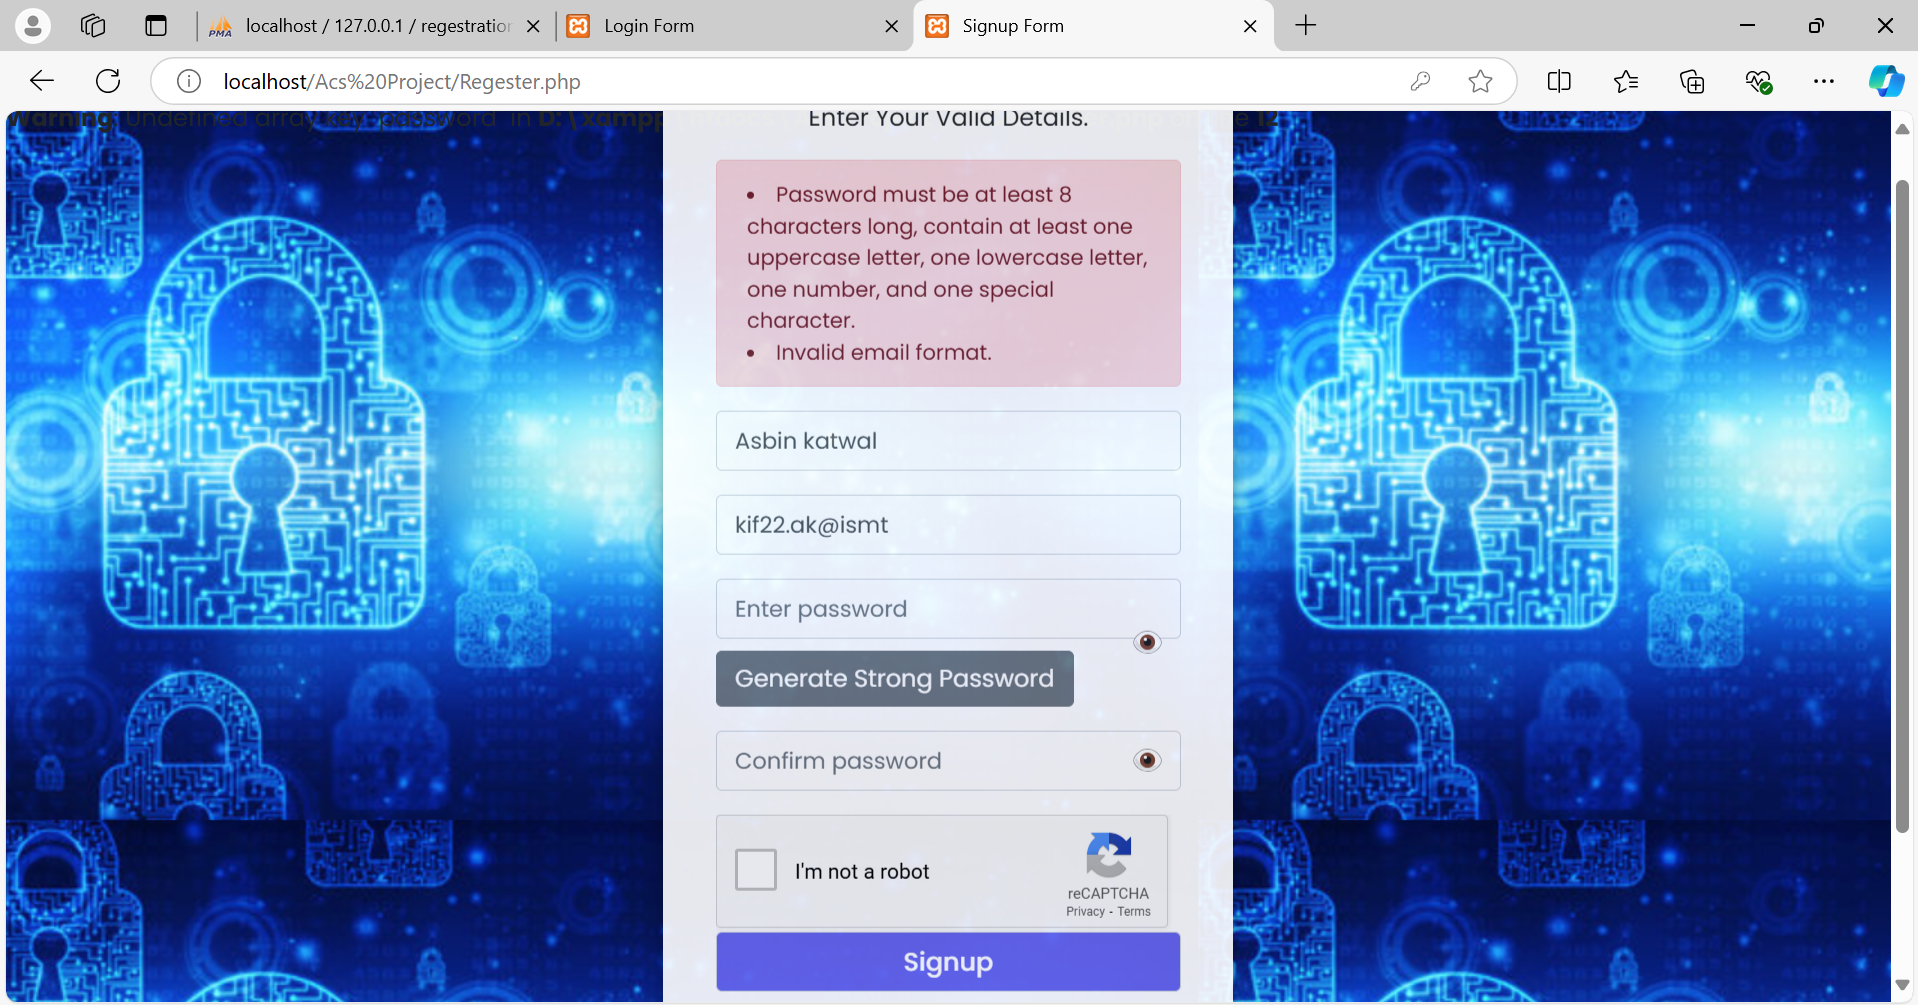 PMA localhost / 127.0.0.1 / regestration
Login Form
Signup Form
localhost/Acs%20Project/Regester.php
Warning: Undefined array key "password" in D:\xampp
12
Enter Your Valid Details.
• Password must be at least 8
characters long, contain at least one
uppercase letter, one lowercase letter,
one number, and one special
character.
• Invalid email format.
Asbin katwal
kif22.ak@ismt
Enter password
Generate Strong Password
Confirm password
I'm not a robot
reCAPTCHA
Privacy - Terms
Signup